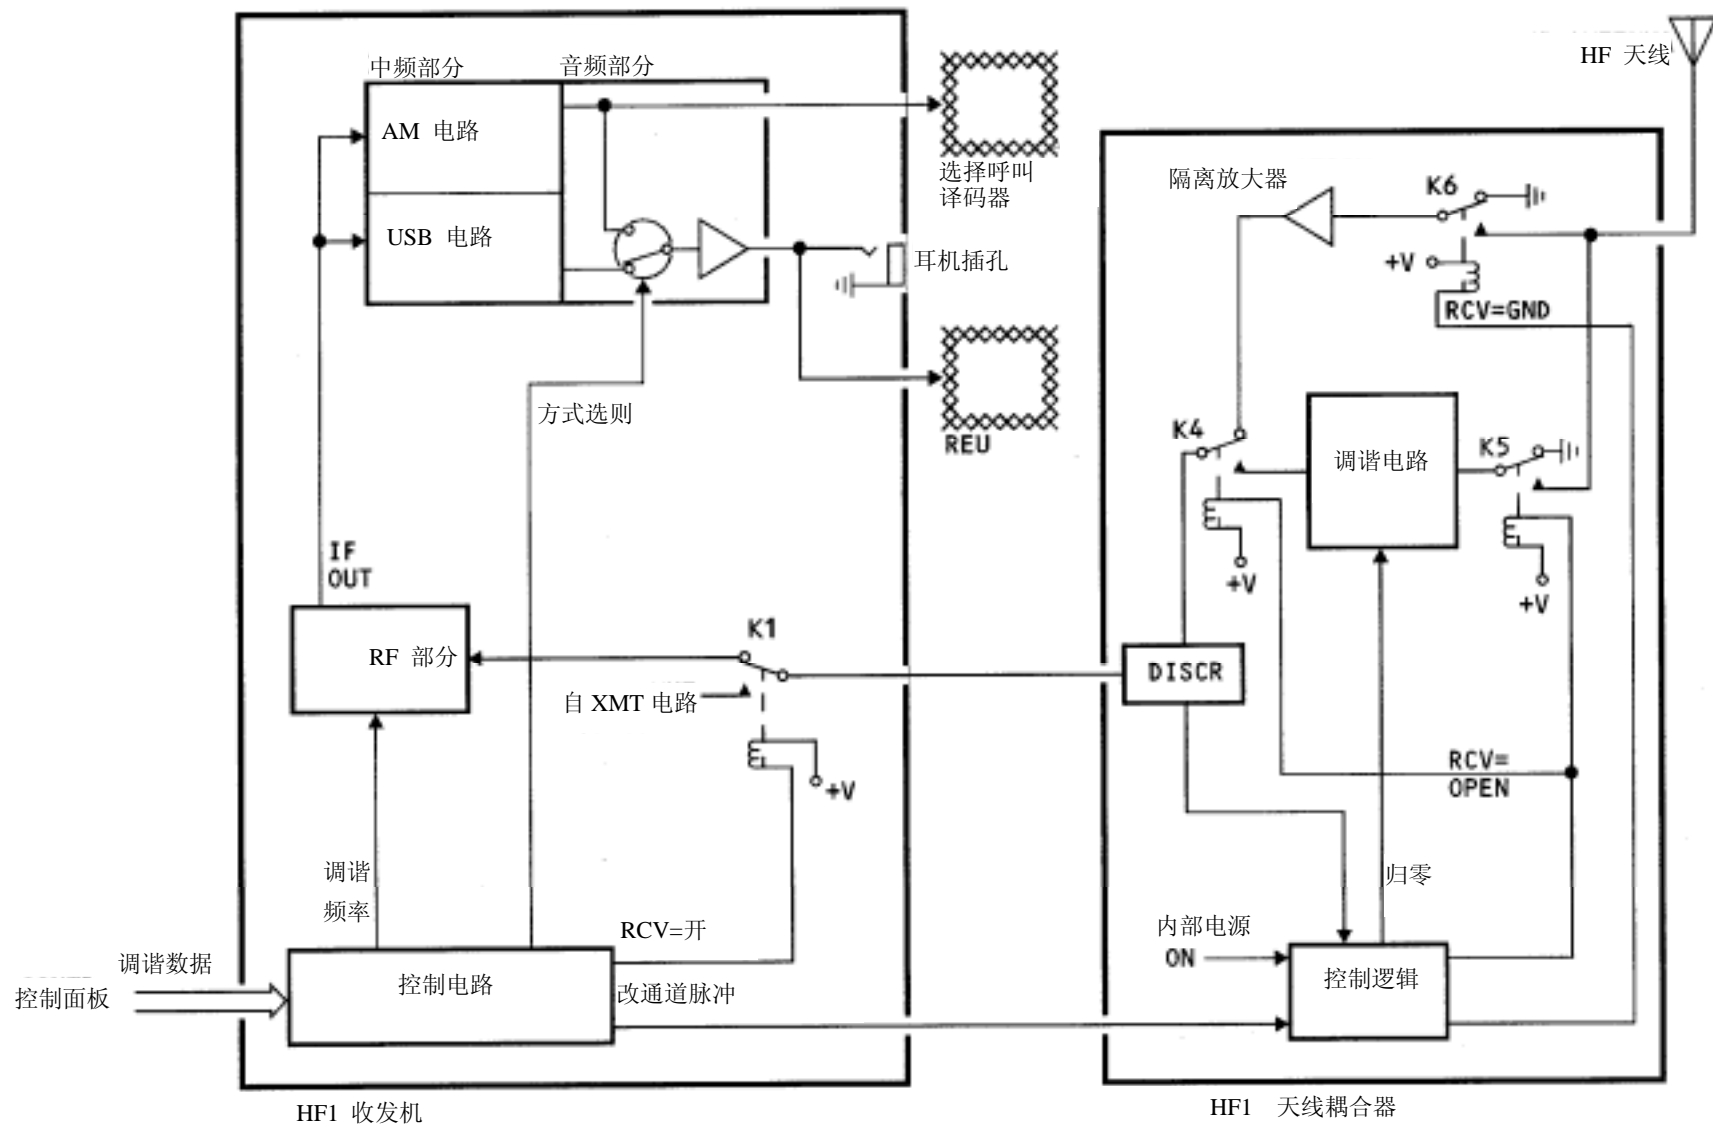 HF 天线
中频部分
音频部分
AM 电路
USB 电路
选择呼叫
译码器
耳机插孔
REU
方式选则
隔离放大器
K6
+V
RCV=GND
K4
调谐电路
K5
+V
+V
IF
OUT
RF 部分
K1
自 XMT 电路
+V
DISCR
RCV=
OPEN
调谐
频率
归零
RCV=开
内部电源
ON
调谐数据
控制面板
控制电路
改通道脉冲
控制逻辑
HF1 收发机
HF1 天线耦合器